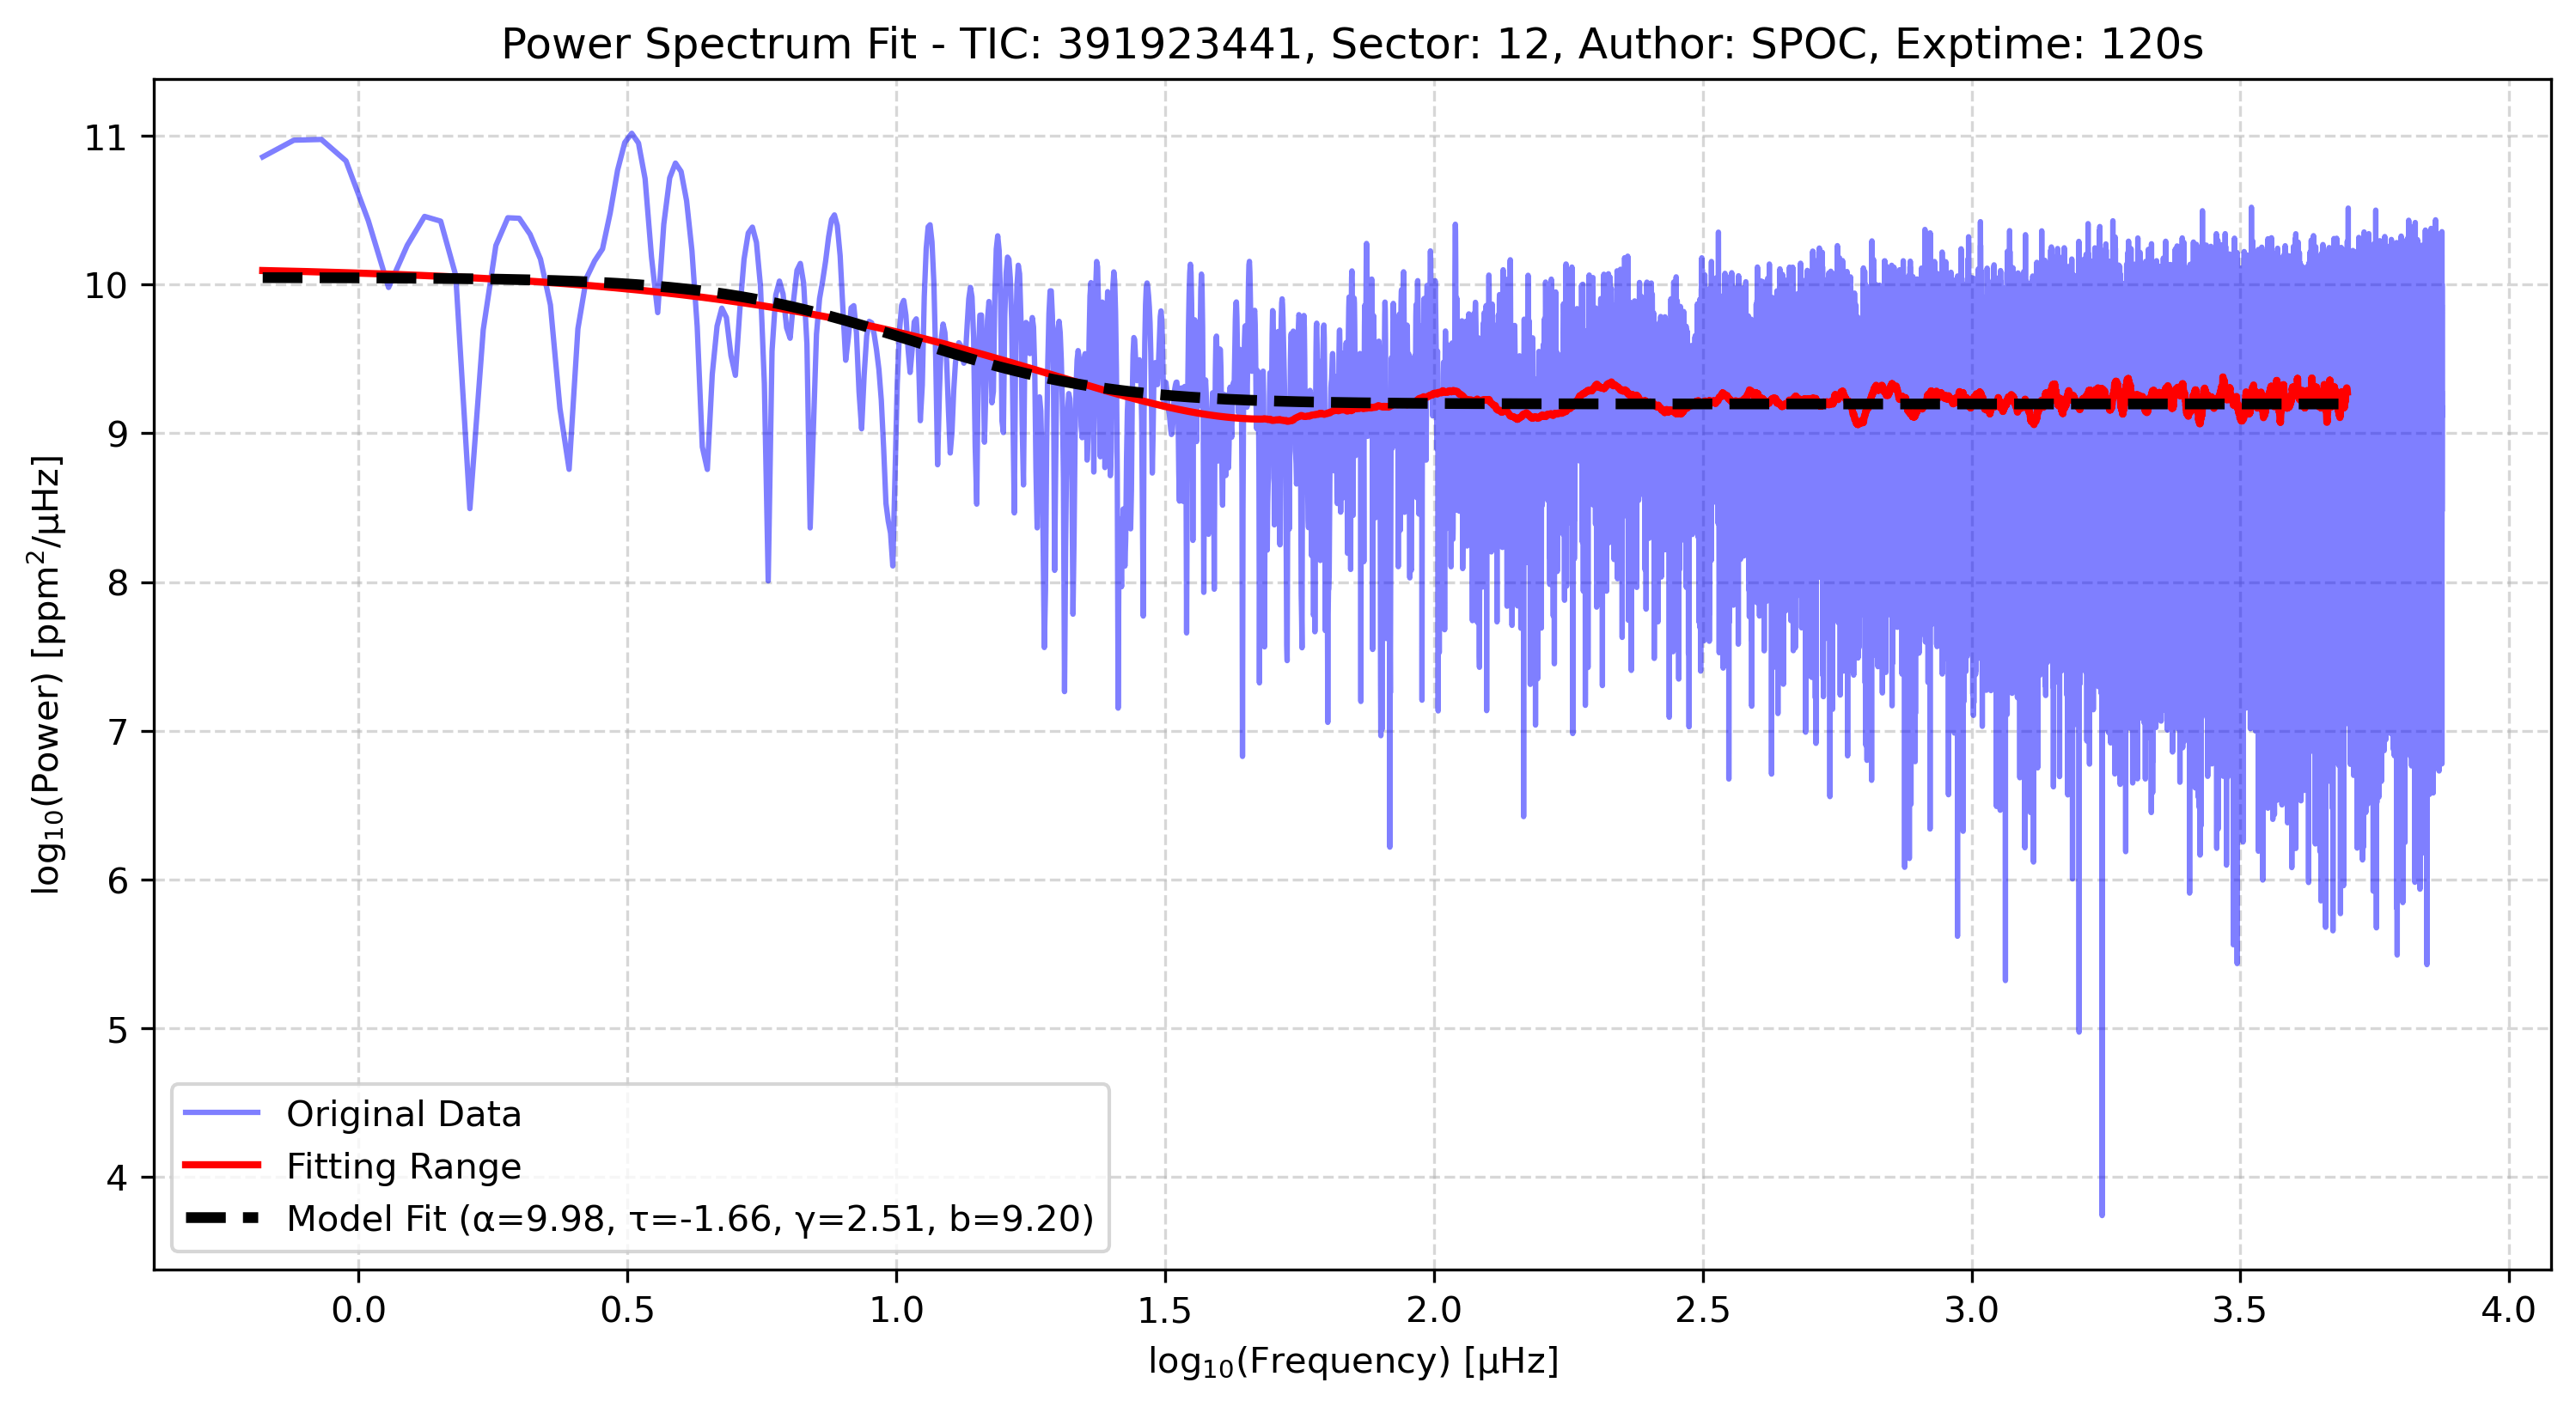 Power Spectrum Fit - TIC: 391923441, Sector: 12, Author: SPOC, Exptime: 120s
log₁₀(Power) [ppm²/μHz]
11
10
9
8
7
6
5
4
Original Data
Fitting Range
Model Fit (α=9.98, τ=-1.66, γ=2.51, b=9.20)
0.0 0.5 1.0 1.5 2.0 2.5 3.0 3.5 4.0
log₁₀(Frequency) [μHz]